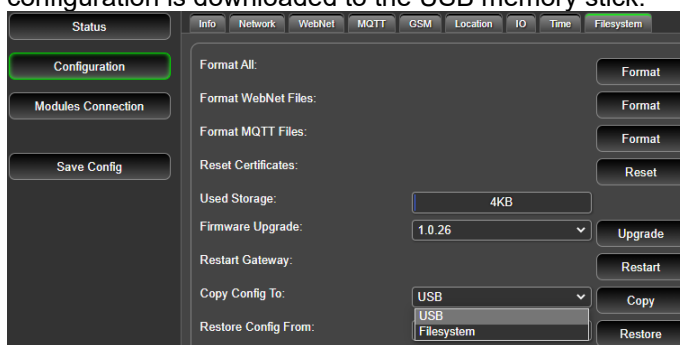 configuration is downloaded to the USB memory stick.
Status
Info Network WebNet MQTT GSM Location IO Time Filesystem
Configuration
Format All: Format
Modules Connection
Format WebNet Files: Format
Format MQTT Files: Format
Save Config
Reset Certificates: Reset
Used Storage: 4KB
Firmware Upgrade: 1.0.26 Upgrade
Restart Gateway: Restart
Copy Config To: USB Copy
USB
Filesystem
Restore Config From: Restore